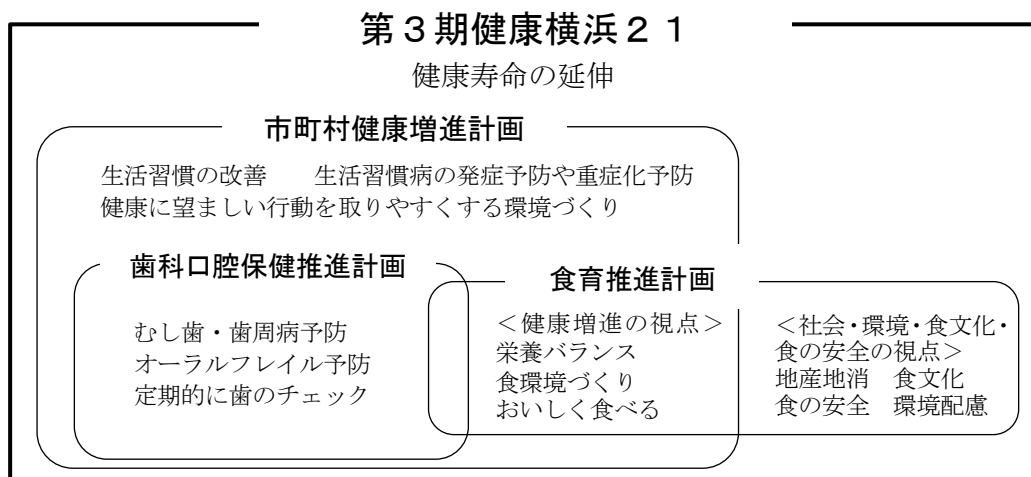 第３期健康横浜２１
健康寿命の延伸
市町村健康増進計画
生活習慣の改善　　生活習慣病の発症予防や重症化予防
健康に望ましい行動を取りやすくする環境づくり
歯科口腔保健推進計画
むし歯・歯周病予防
オーラルフレイル予防
定期的に歯のチェック
食育推進計画
＜健康増進の視点＞
栄養バランス
食環境づくり
おいしく食べる
＜社会・環境・食文化・
食の安全の視点＞
地産地消　食文化
食の安全　環境配慮